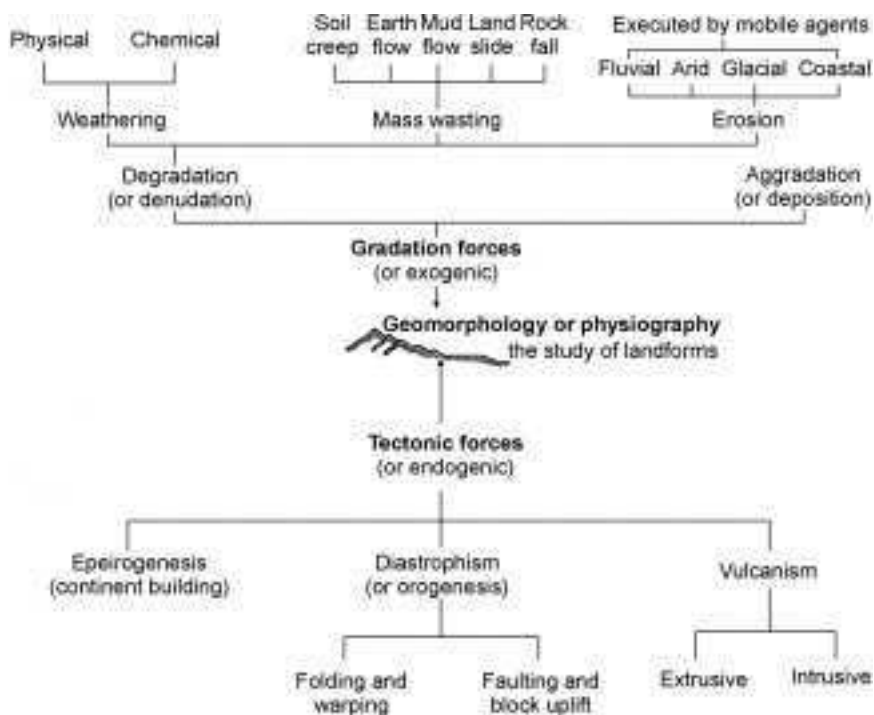 Physical
Chemical
Soil creep
Earth flow
Mud flow
Land slide
Rock fall
Executed by mobile agents
Fluvial
Arid
Glacial
Coastal
Weathering
Mass wasting
Erosion
Degradation
(or denudation)
Aggradation
(or deposition)
Gradation forces
(or exogenic)
Geomorphology or physiography
the study of landforms
Tectonic forces
(or endogenic)
Epeirogenesis
(continent building)
Diastrophism
(or orogenesis)
Vulcanism
Folding and
warping
Faulting and
block uplift
Extrusive
Intrusive